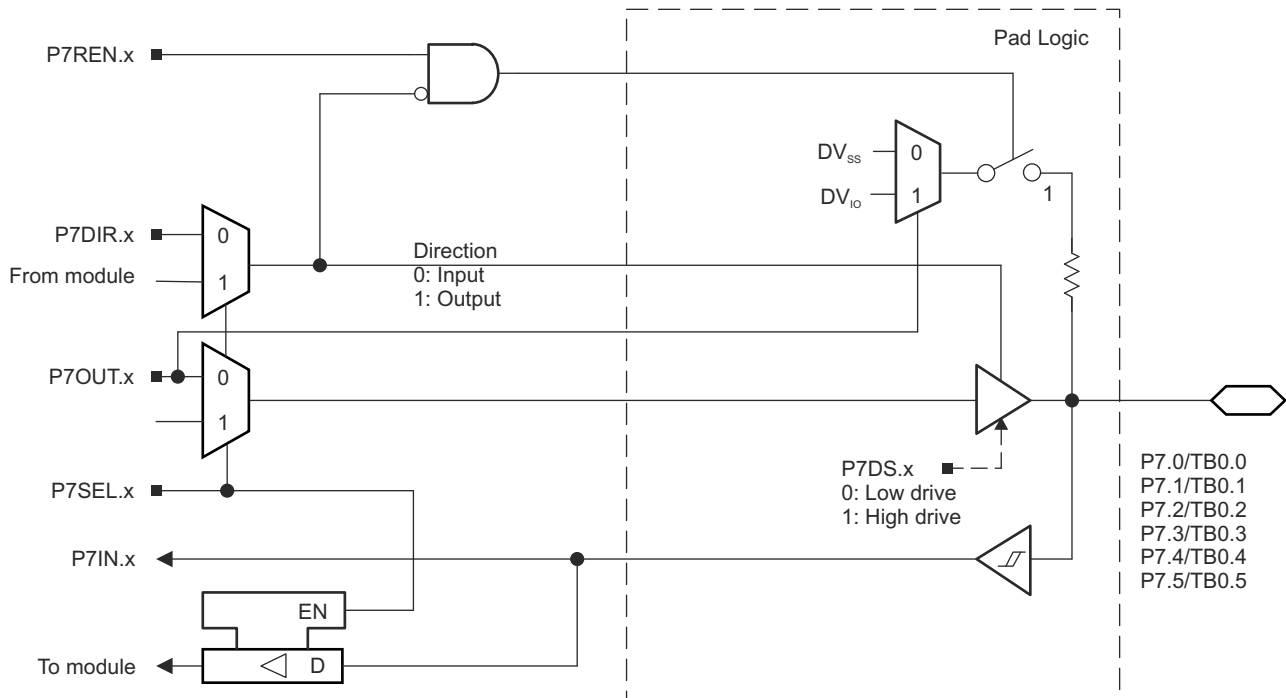 Pad Logic
P7REN.x
DVSS
0
DVIO
1
1
P7DIR.x
0
From module
1
Direction
0: Input
1: Output
P7OUT.x
0
1
P7DS.x
0: Low drive
1: High drive
P7SEL.x
P7IN.x
EN
To module
D
P7.0/TB0.0
P7.1/TB0.1
P7.2/TB0.2
P7.3/TB0.3
P7.4/TB0.4
P7.5/TB0.5